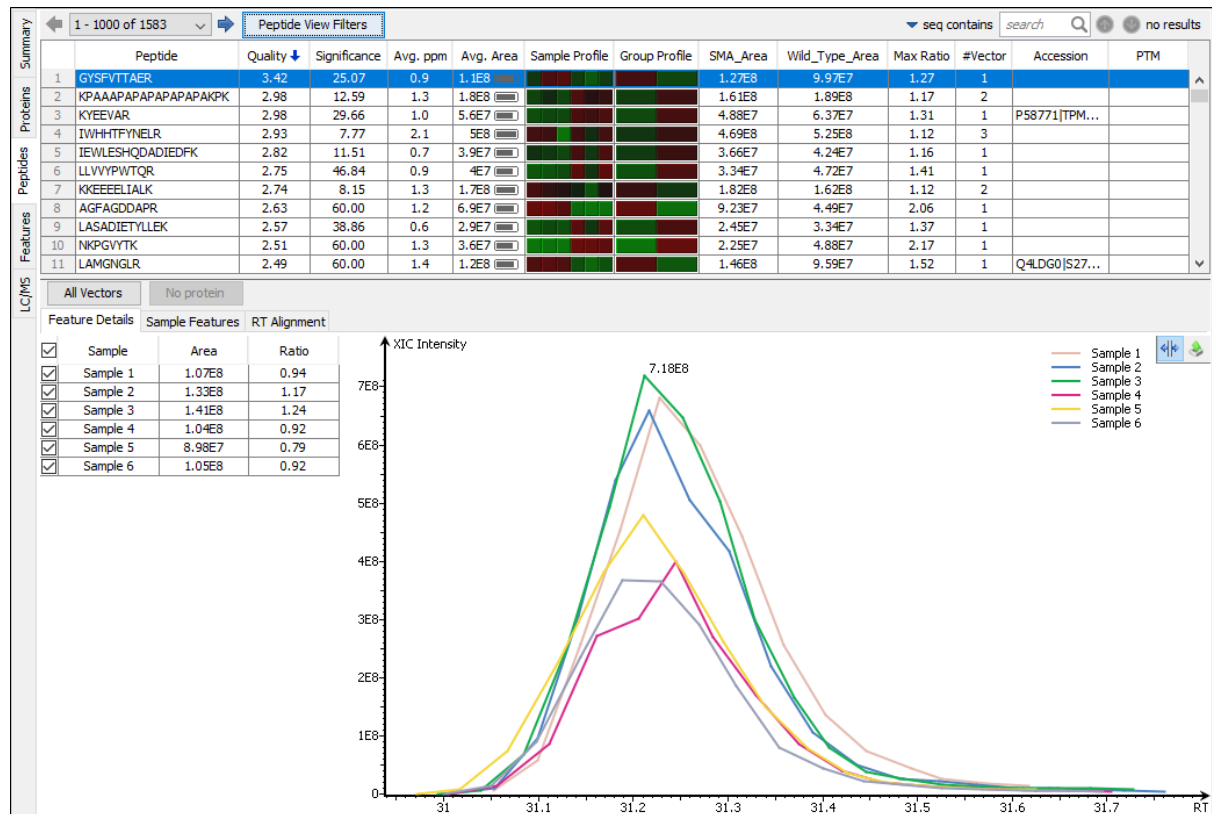 Summary
Proteins
Peptides
Features
LC/MS
1 - 1000 of 1583 Peptide View Filters seq contains search no results
Peptide Quality Significance Avg. ppm Avg. Area Sample Profile Group Profile SMA_Area Wild_Type_Area Max Ratio #Vector Accession PTM
1 GYSFVTTAER 3.42 25.07 0.9 1.1E8 1.27E8 9.97E7 1.27 1
2 KPAAAPAPAPAPAPAKPK 2.98 12.59 1.3 1.8E8 1.61E8 1.89E8 1.17 2
3 KYEEVAR 2.98 29.66 1.0 5.6E7 4.88E7 6.37E7 1.31 1 P58771|TPM...
4 IWHHTFYNELR 2.93 7.77 2.1 5E8 4.69E8 5.25E8 1.12 3
5 IEWLESHQDADIEDFK 2.82 11.51 0.7 3.9E7 3.66E7 4.24E7 1.16 1
6 LLVVYPWTQR 2.75 46.84 0.9 4E7 3.34E7 4.72E7 1.41 1
7 KKEEEELIALK 2.74 8.15 1.3 1.7E8 1.82E8 1.62E8 1.12 2
8 AGFAGDDAPR 2.63 60.00 1.2 6.9E7 9.23E7 4.49E7 2.06 1
9 LASADIETYLLEK 2.57 38.86 0.6 2.9E7 2.45E7 3.34E7 1.37 1
10 NKPGVYTK 2.51 60.00 1.3 3.6E7 2.25E7 4.88E7 2.17 1
11 LAMGNGLR 2.49 60.00 1.4 1.2E8 1.46E8 9.59E7 1.52 1 Q4LDG0|S27...
All Vectors No protein
Feature Details Sample Features RT Alignment
Sample Area Ratio
Sample 1 1.07E8 0.94
Sample 2 1.33E8 1.17
Sample 3 1.41E8 1.24
Sample 4 1.04E8 0.92
Sample 5 8.98E7 0.79
Sample 6 1.05E8 0.92
XIC Intensity
7.18E8
Sample 1
Sample 2
Sample 3
Sample 4
Sample 5
Sample 6
7E8
6E8
5E8
4E8
3E8
2E8
1E8
0
31 31.1 31.2 31.3 31.4 31.5 31.6 31.7 RT